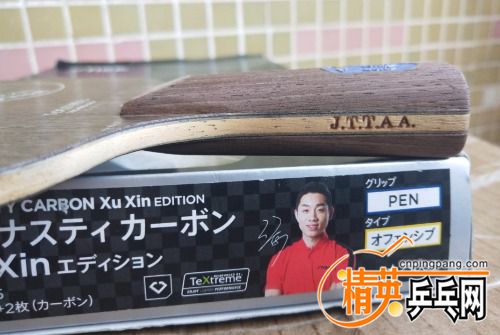 J.T.T.A.A.
TY CARBON Xu Xin EDITION
ナスティ カーボン
Xin エディション
+2枚 (カーボン)
TeXtreme
グリップ
PEN
タイプ
オフェンシブ
cnpingpang.com
精英乒乓网